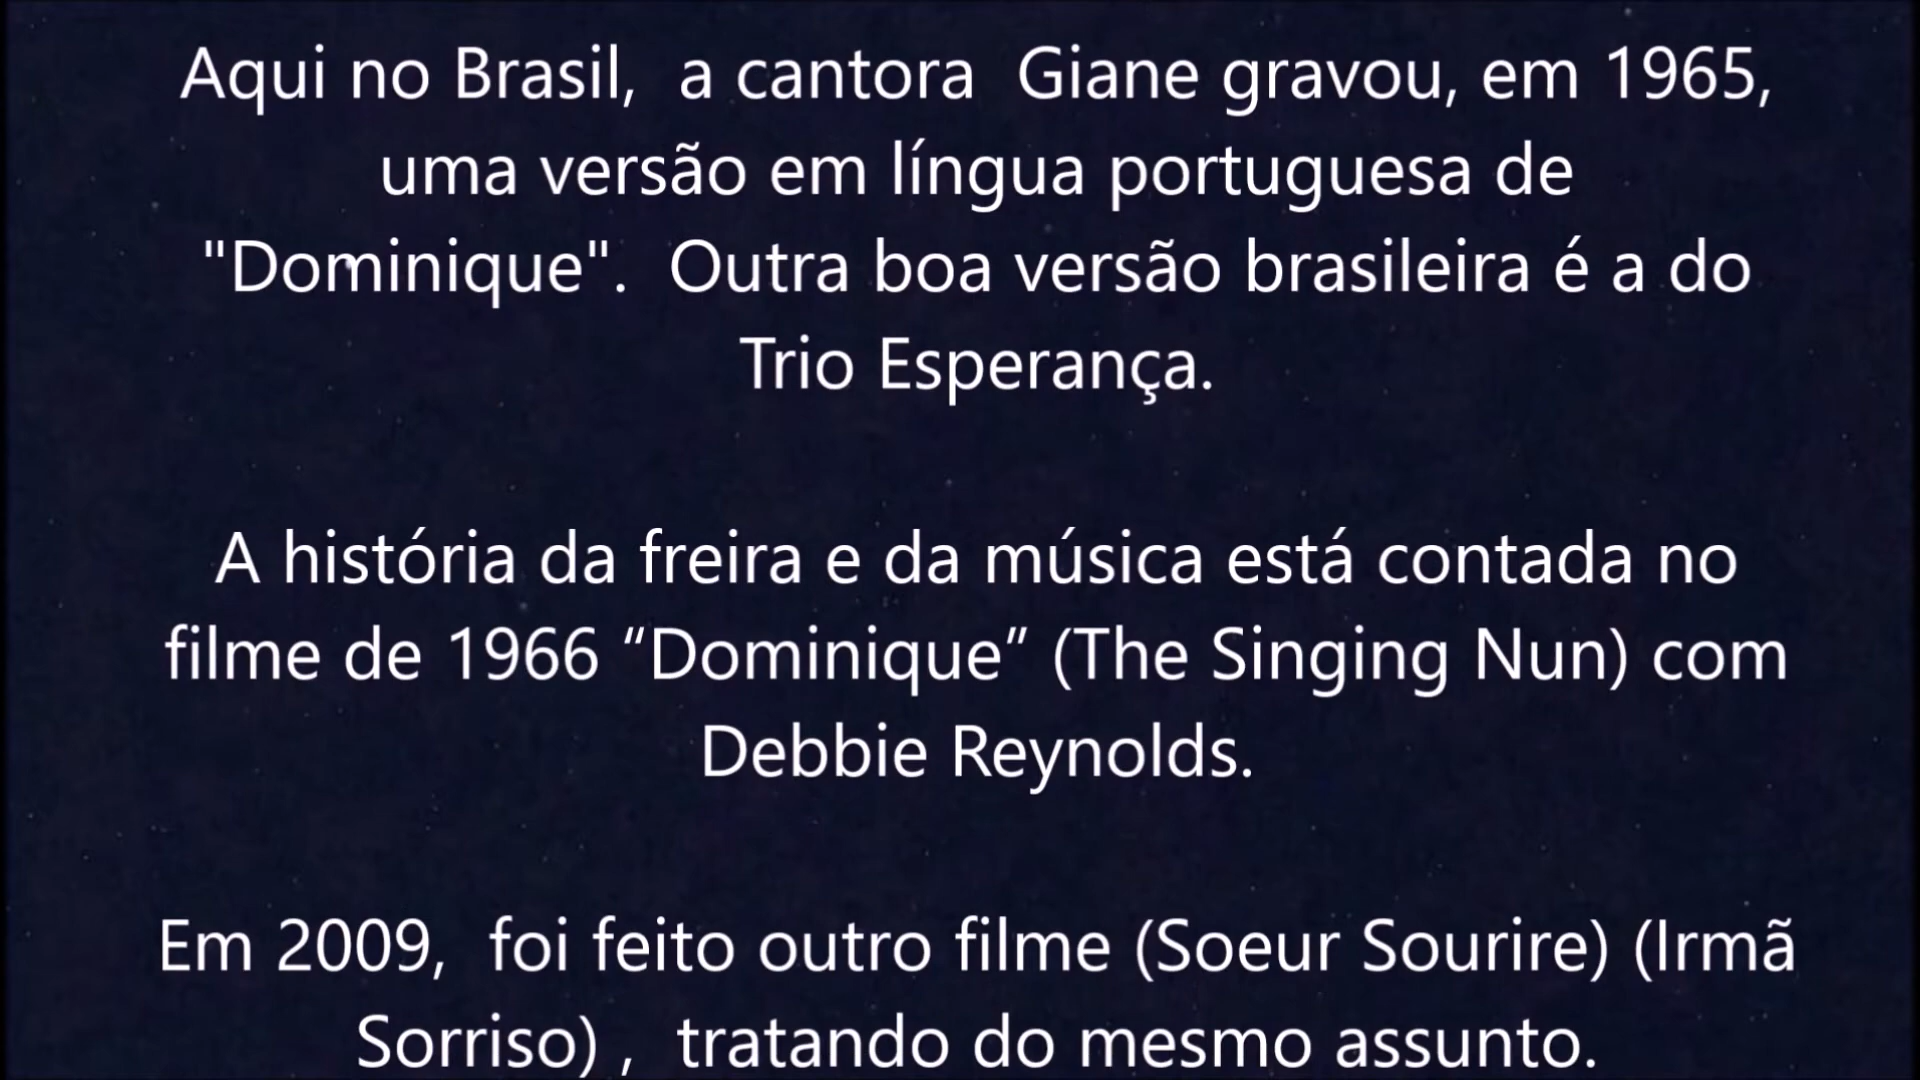 Aqui no Brasil,  a cantora  Giane gravou, em 1965,
uma versão em língua portuguesa de
"Dominique".  Outra boa versão brasileira é a do
Trio Esperança.
A história da freira e da música está contada no
filme de 1966 “Dominique” (The Singing Nun) com
Debbie Reynolds.
Em 2009,  foi feito outro filme (Soeur Sourire) (Irmã
Sorriso) ,  tratando do mesmo assunto.